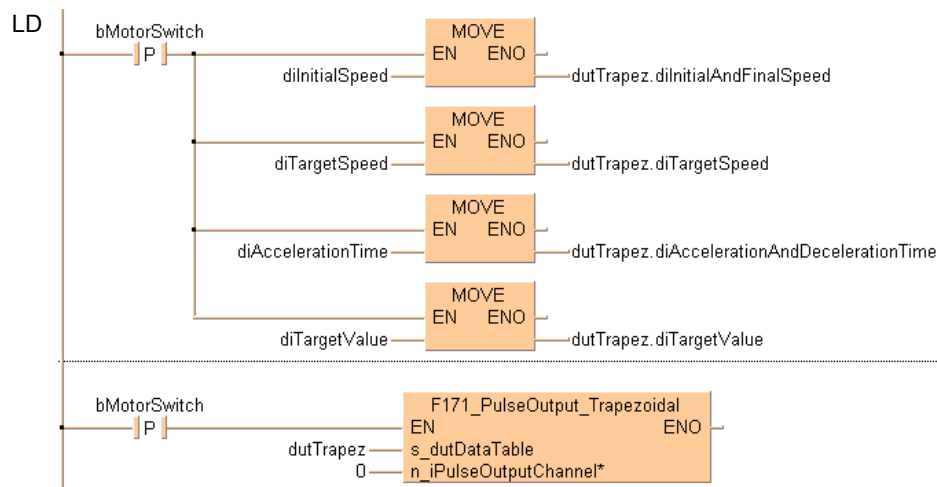 LD
bMotorSwitch
P
MOVE
EN ENO
diInitialSpeed
dutTrapez.diInitialAndFinalSpeed
MOVE
EN ENO
diTargetSpeed
dutTrapez.diTargetSpeed
MOVE
EN ENO
diAccelerationTime
dutTrapez.diAccelerationAndDecelerationTime
MOVE
EN ENO
diTargetValue
dutTrapez.diTargetValue
bMotorSwitch
P
F171_PulseOutput_Trapezoidal
EN ENO
dutTrapez s_dutDataTable
0 n_iPulseOutputChannel*